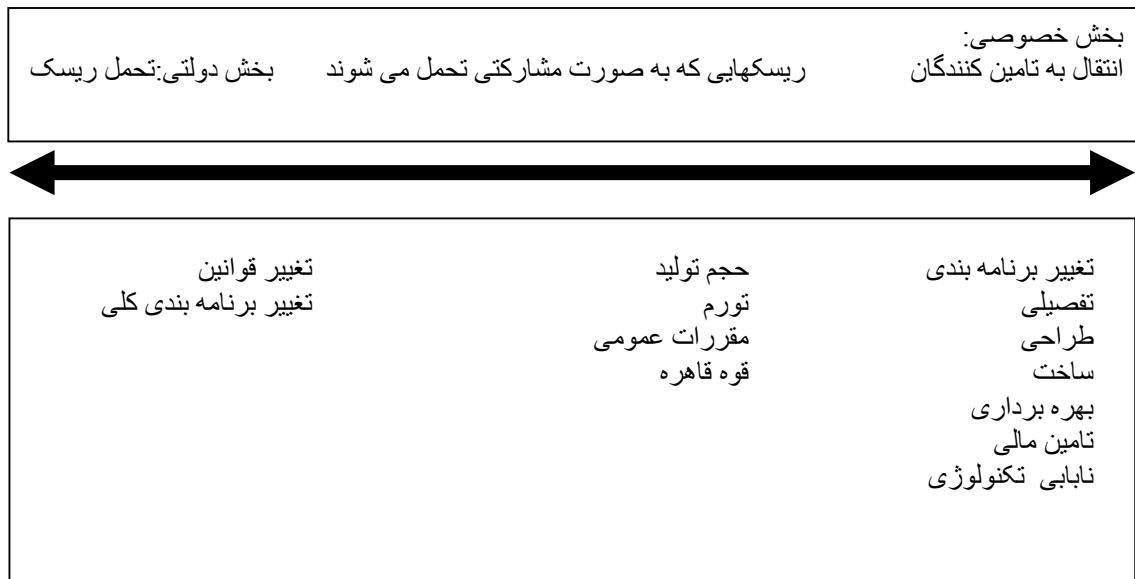 بخش خصوصی:
انتقال به تامین کنندگان ریسکهایی که به صورت مشارکتی تحمل می شوند بخش دولتی:تحمل ریسک
تغییر برنامه بندی
تفصیلی
طراحی
ساخت
بهره برداری
تامین مالی
نابابی تکنولوژی
حجم تولید
تورم
مقررات عمومی
قوه قاهره
تغییر قوانین
تغییر برنامه بندی کلی